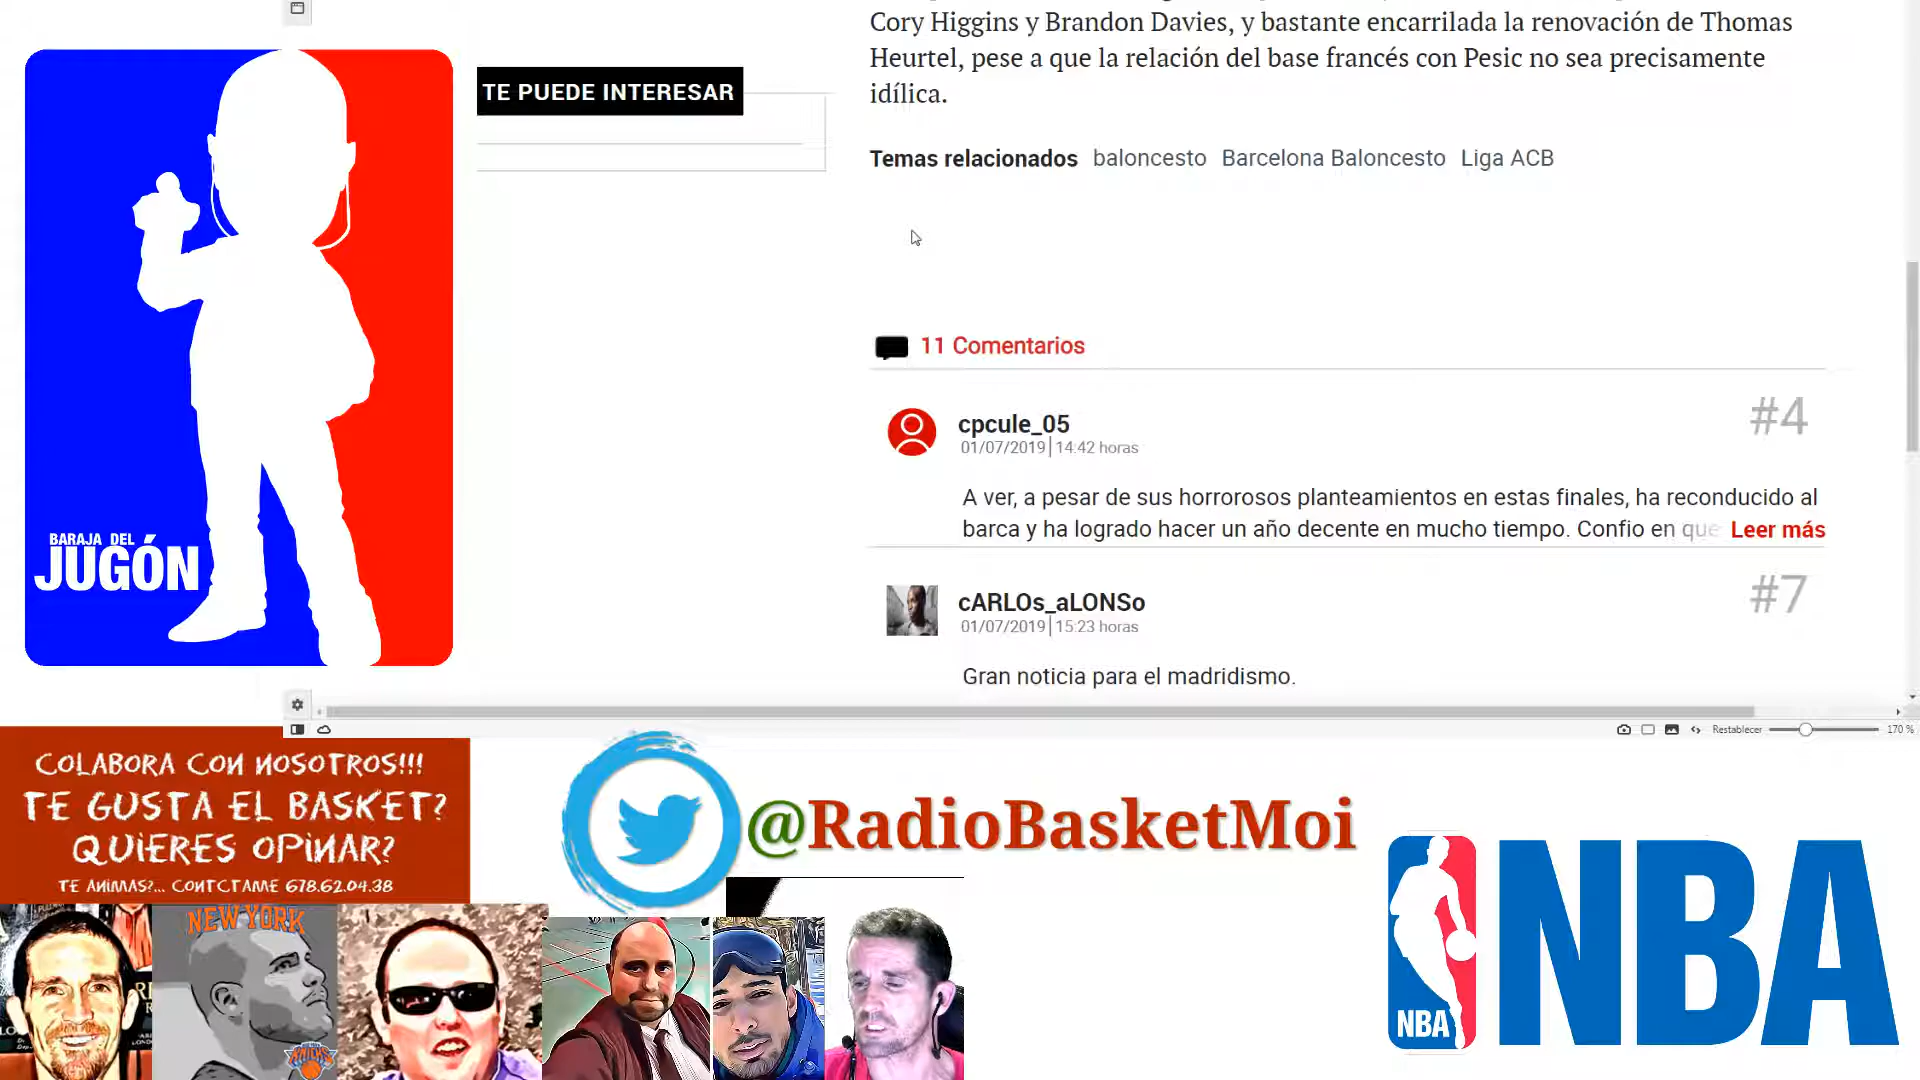 Cory Higgins y Brandon Davies, y bastante encarrilada la renovación de Thomas
Heurtel, pese a que la relación del base francés con Pesic no sea precisamente
idílica.
TE PUEDE INTERESAR
Temas relacionados baloncesto Barcelona Baloncesto Liga ACB
11 Comentarios
cpcule_05
#4
01/07/2019 | 14:42 horas
A ver, a pesar de sus horrorosos planteamientos en estas finales, ha reconducido al
barca y ha logrado hacer un año decente en mucho tiempo. Confio en que Leer más
cARLOs_aLONSo
#7
01/07/2019 | 15:23 horas
Gran noticia para el madridismo.
BARAJA DEL
JUGÓN
Restablecer 170 %
COLABORA CON NOSOTROS!!!
TE GUSTA EL BASKET?
QUIERES OPINAR?
TE ANIMAS?... CONTCTAME 678.62.04.38
@RadioBasketMoi
NBA
NBA
NEW YORK
KNICKS